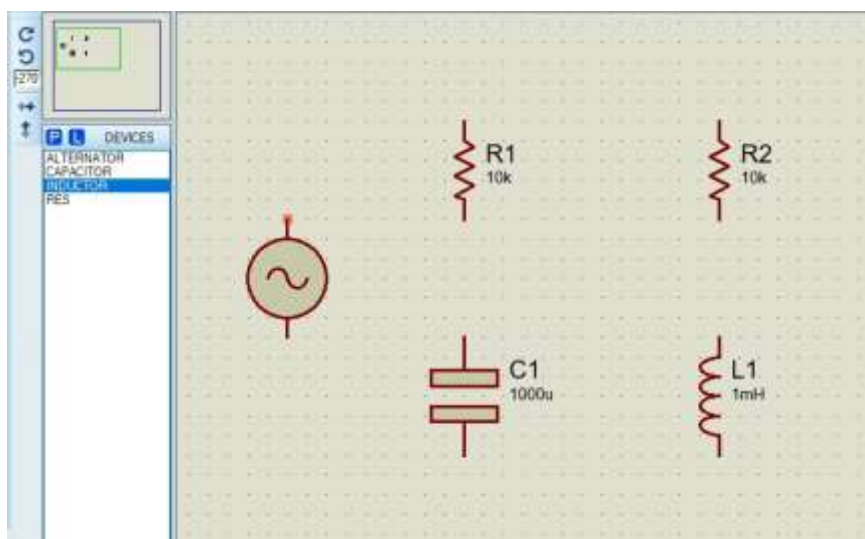 -270
P L DEVICES
ALTERNATOR
CAPACITOR
INDUCTOR
RES
R1
10k
R2
10k
C1
1000u
L1
1mH